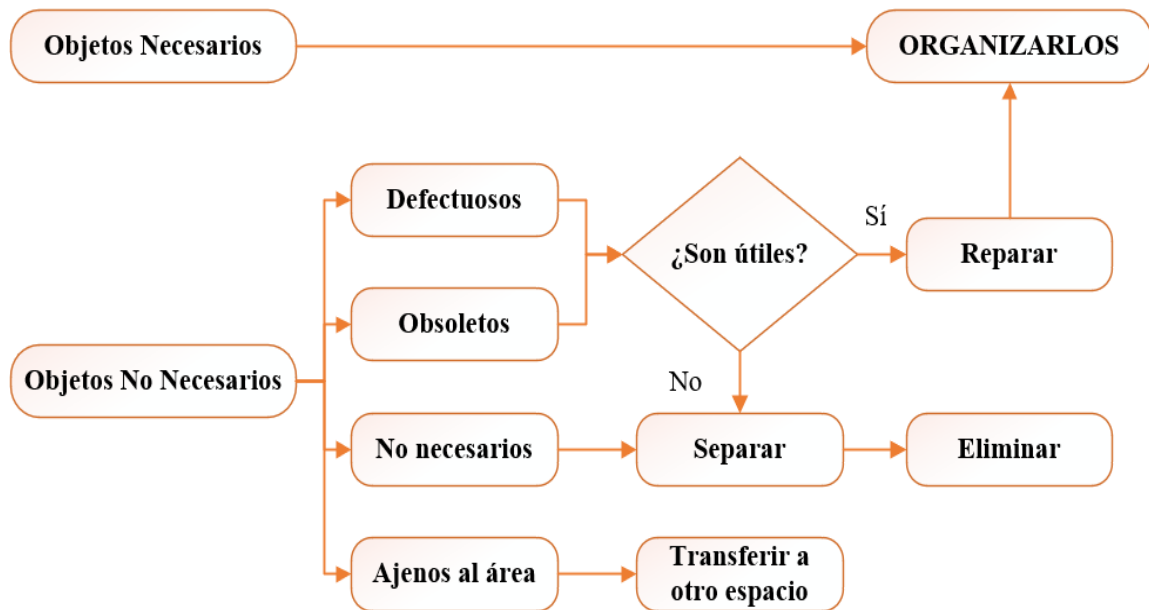 Objetos Necesarios
ORGANIZARLOS
Defectuosos
Sí
¿Son útiles?
Reparar
Obsoletos
Objetos No Necesarios
No
No necesarios
Separar
Eliminar
Ajenos al área
Transferir a
otro espacio